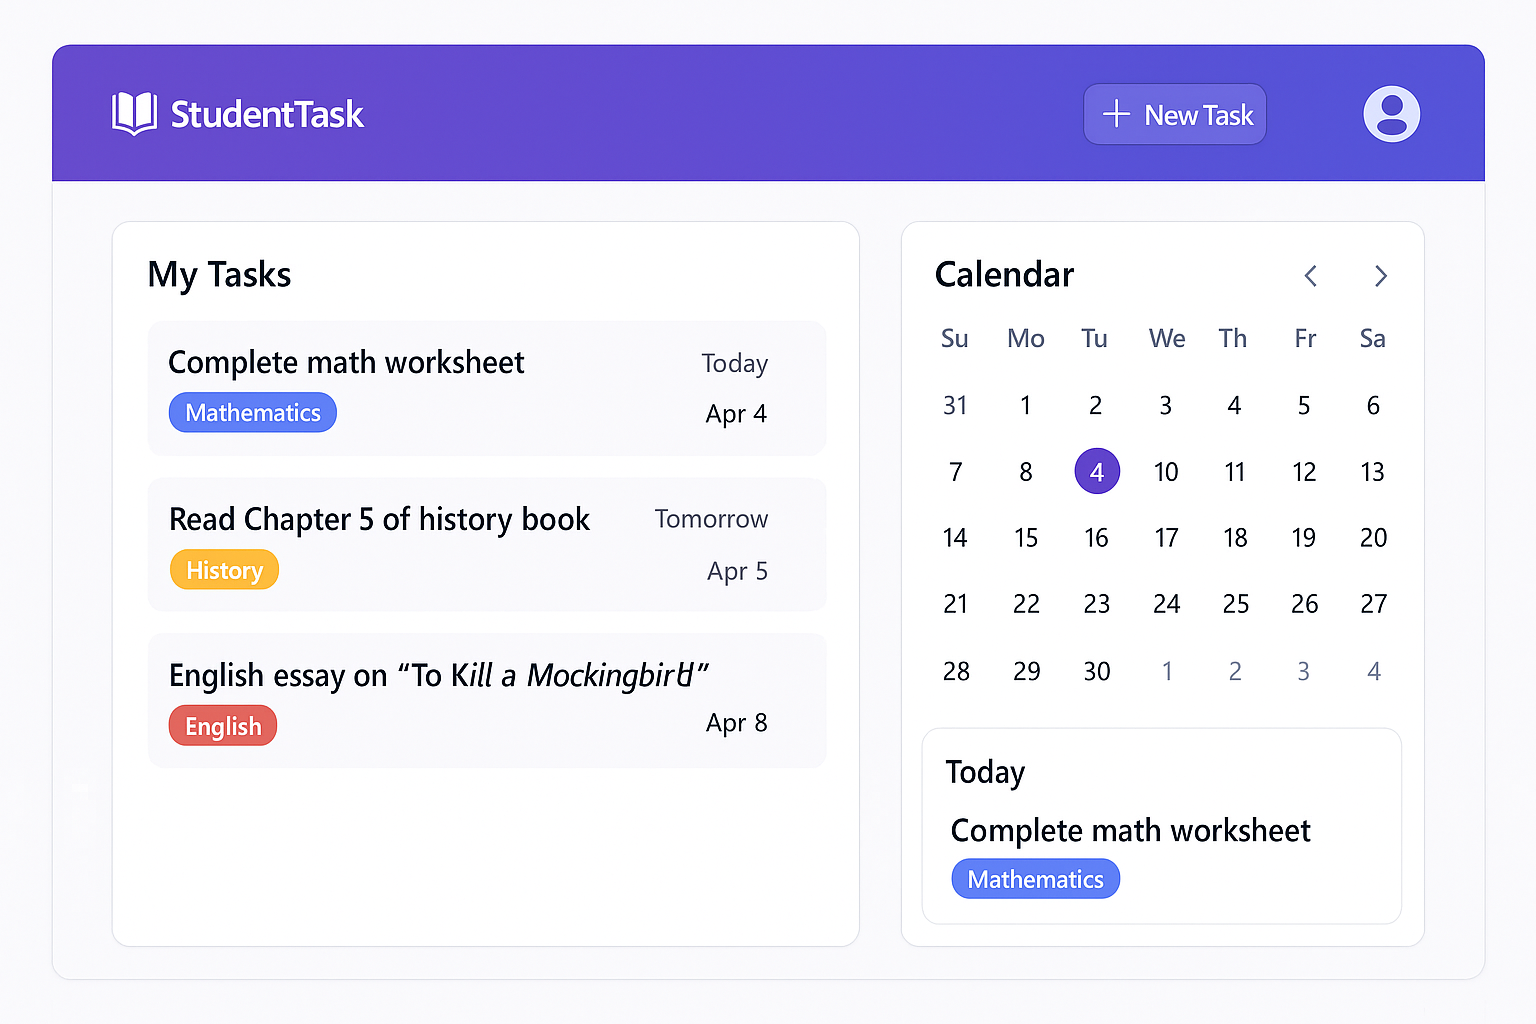 StudentTask
New Task
My Tasks
Complete math worksheet
Today
Mathematics
Apr 4
Read Chapter 5 of history book
Tomorrow
History
Apr 5
English essay on “To Kill a Mockingbird”
English
Apr 8
Calendar
Su Mo Tu We Th Fr Sa
31 1 2 3 4 5 6
7 8 4 10 11 12 13
14 15 16 17 18 19 20
21 22 23 24 25 26 27
28 29 30 1 2 3 4
Today
Complete math worksheet
Mathematics